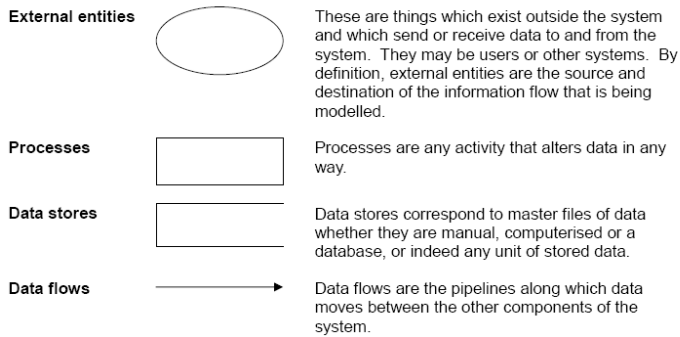 External entities
These are things which exist outside the system
and which send or receive data to and from the
system. They may be users or other systems. By
definition, external entities are the source and
destination of the information flow that is being
modelled.
Processes
Processes are any activity that alters data in any
way.
Data stores
Data stores correspond to master files of data
whether they are manual, computerised or a
database, or indeed any unit of stored data.
Data flows
Data flows are the pipelines along which data
moves between the other components of the
system.